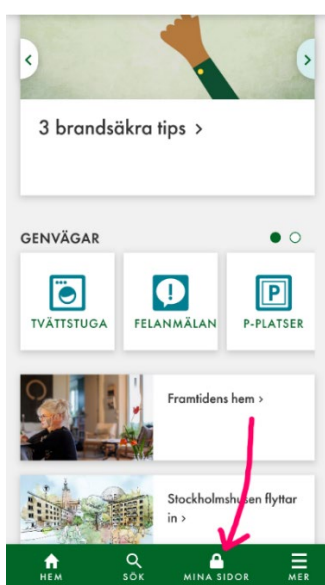 3 brandsäkra tips >
GENVÄGAR
TVÄTTSTUGA
FELANMÄLAN
P-PLATSER
Framtidens hem >
Stockholmshusen flyttar
in >
HEM
SÖK
MINA SIDOR
MER